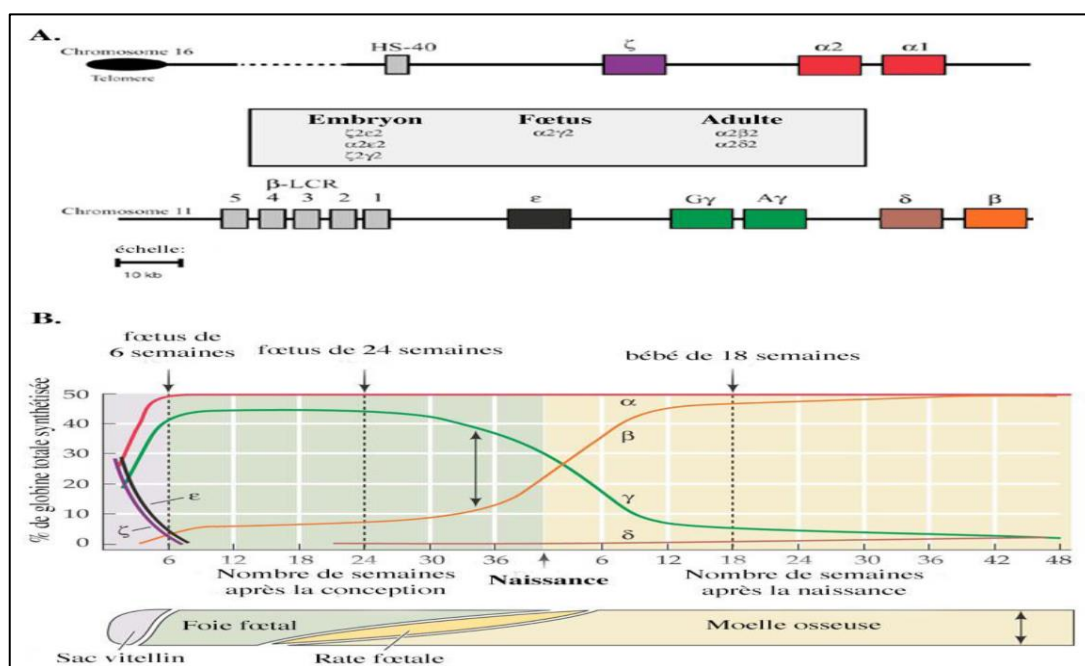 A.
Chromosome 16
HS-40
ζ
α2
α1
Telomere
Embryon
Fœtus
Adulte
ζ2ε2
α2γ2
α2β2
α2ε2
α2δ2
ζ2γ2
β-LCR
5 4 3 2 1
ε
Gγ
Aγ
δ
β
Chromosome 11
échelle:
10 kb
B.
fœtus de
6 semaines
fœtus de 24 semaines
bébé de 18 semaines
% de globine totale synthétisée
50
40
30
20
10
0
α
β
γ
δ
ε
ζ
6 12 18 24 30 36 6 12 18 24 30 36 42 48
Nombre de semaines
après la conception
Naissance
Nombre de semaines
après la naissance
Foie fœtal
Moelle osseuse
Sac vitellin
Rate fœtale